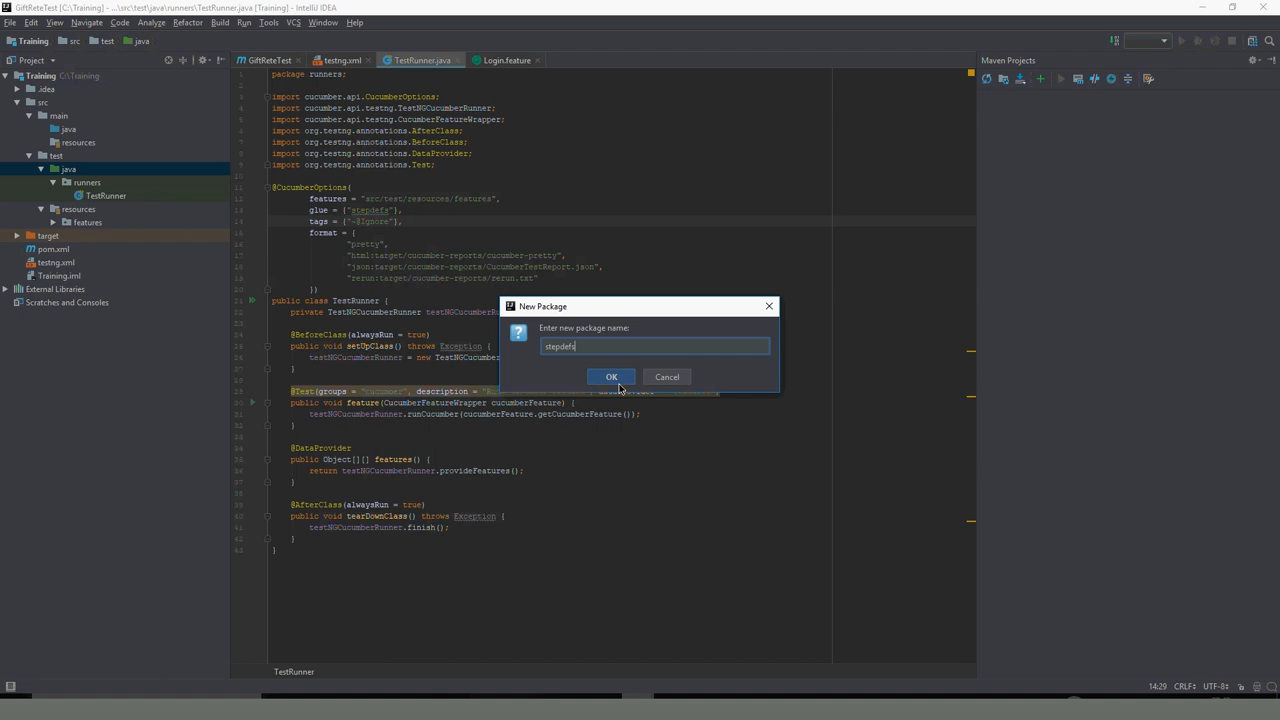 GiftReteTest [C:\Training] - ...\src\test\java\runners\TestRunner.java [Training] - IntelliJ IDEA
File Edit View Navigate Code Analyze Refactor Build Run Tools VCS Window Help
Training src test java
Project GiftReteTest testng.xml TestRunner.java Login.feature Maven Projects
Training C:\Training
.idea
src
main
java
resources
test
java
runners
TestRunner
resources
features
target
pom.xml
testng.xml
Training.iml
External Libraries
Scratches and Consoles
package runners;
import cucumber.api.CucumberOptions;
import cucumber.api.testng.TestNGCucumberRunner;
import cucumber.api.testng.CucumberFeatureWrapper;
import org.testng.annotations.AfterClass;
import org.testng.annotations.BeforeClass;
import org.testng.annotations.DataProvider;
import org.testng.annotations.Test;
@CucumberOptions(
features = "src/test/resources/features",
glue = {"stepdefs"},
tags = {"~@Ignore"},
format = {
"pretty",
"html:target/cucumber-reports/cucumber-pretty",
"json:target/cucumber-reports/CucumberTestReport.json",
"rerun:target/cucumber-reports/rerun.txt"
})
public class TestRunner {
private TestNGCucumberRunner
@BeforeClass(alwaysRun = true)
public void setUpClass() throws Exception {
testNGCucumberRunner = new
}
@Test(groups = "cucumber", description =
public void feature(CucumberFeatureWrapper cucumberFeature) {
testNGCucumberRunner.runCucumber(cucumberFeature.getCucumberFeature());
}
@DataProvider
public Object[][] features() {
return testNGCucumberRunner.provideFeatures();
}
@AfterClass(alwaysRun = true)
public void tearDownClass() throws Exception {
testNGCucumberRunner.finish();
}
}
New Package
Enter new package name:
stepdefs
OK Cancel
TestRunner
14:29 CRLF UTF-8